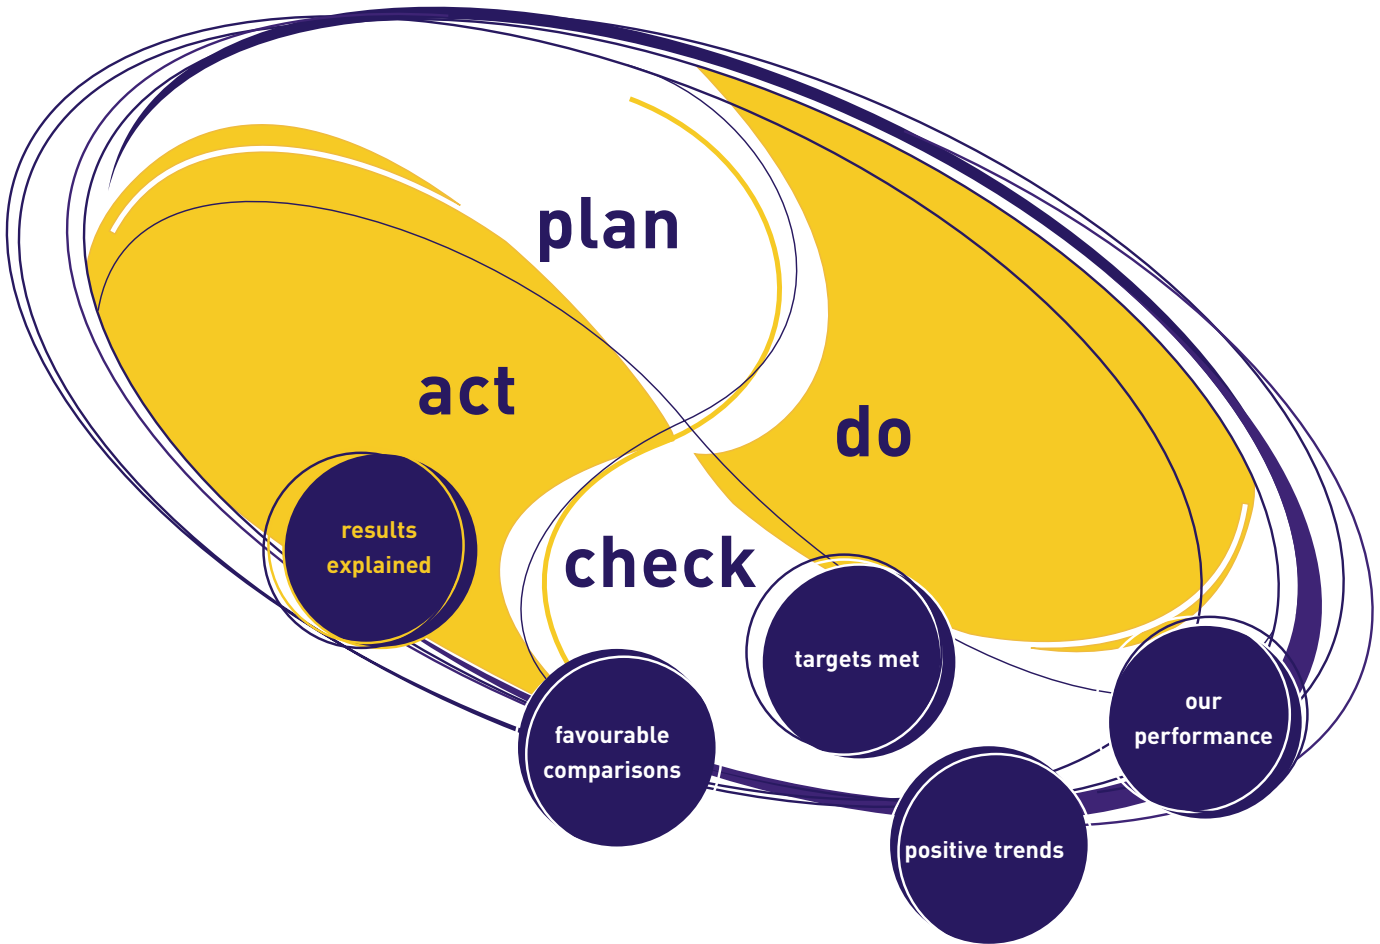 plan
act
do
check
results
explained
targets met
our
performance
favourable
comparisons
positive trends